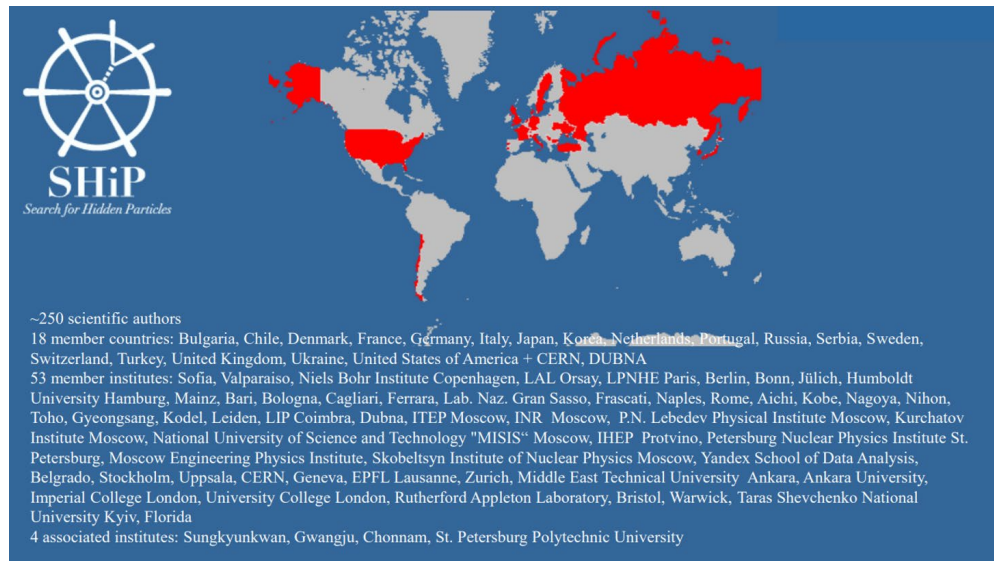 SHiP
Search for Hidden Particles
~250 scientific authors
18 member countries: Bulgaria, Chile, Denmark, France, Germany, Italy, Japan, Korea, Netherlands, Portugal, Russia, Serbia, Sweden,
Switzerland, Turkey, United Kingdom, Ukraine, United States of America + CERN, DUBNA
53 member institutes: Sofia, Valparaiso, Niels Bohr Institute Copenhagen, LAL Orsay, LPNHE Paris, Berlin, Bonn, Jülich, Humboldt
University Hamburg, Mainz, Bari, Bologna, Cagliari, Ferrara, Lab. Naz. Gran Sasso, Frascati, Naples, Rome, Aichi, Kobe, Nagoya, Nihon,
Toho, Gyeongsang, Kodel, Leiden, LIP Coimbra, Dubna, ITEP Moscow, INR Moscow, P.N. Lebedev Physical Institute Moscow, Kurchatov
Institute Moscow, National University of Science and Technology "MISIS“ Moscow, IHEP Protvino, Petersburg Nuclear Physics Institute St.
Petersburg, Moscow Engineering Physics Institute, Skobeltsyn Institute of Nuclear Physics Moscow, Yandex School of Data Analysis,
Belgrado, Stockholm, Uppsala, CERN, Geneva, EPFL Lausanne, Zurich, Middle East Technical University Ankara, Ankara University,
Imperial College London, University College London, Rutherford Appleton Laboratory, Bristol, Warwick, Taras Shevchenko National
University Kyiv, Florida
4 associated institutes: Sungkyunkwan, Gwangju, Chonnam, St. Petersburg Polytechnic University